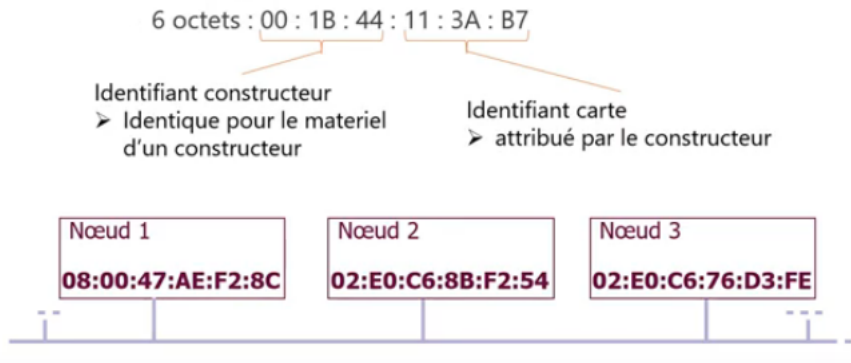 6 octets : 00 : 1B : 44 : 11 : 3A : B7
Identifiant constructeur
➢ Identique pour le materiel
d'un constructeur
Identifiant carte
➢ attribué par le constructeur
Nœud 1
08:00:47:AE:F2:8C
Nœud 2
02:E0:C6:8B:F2:54
Nœud 3
02:E0:C6:76:D3:FE